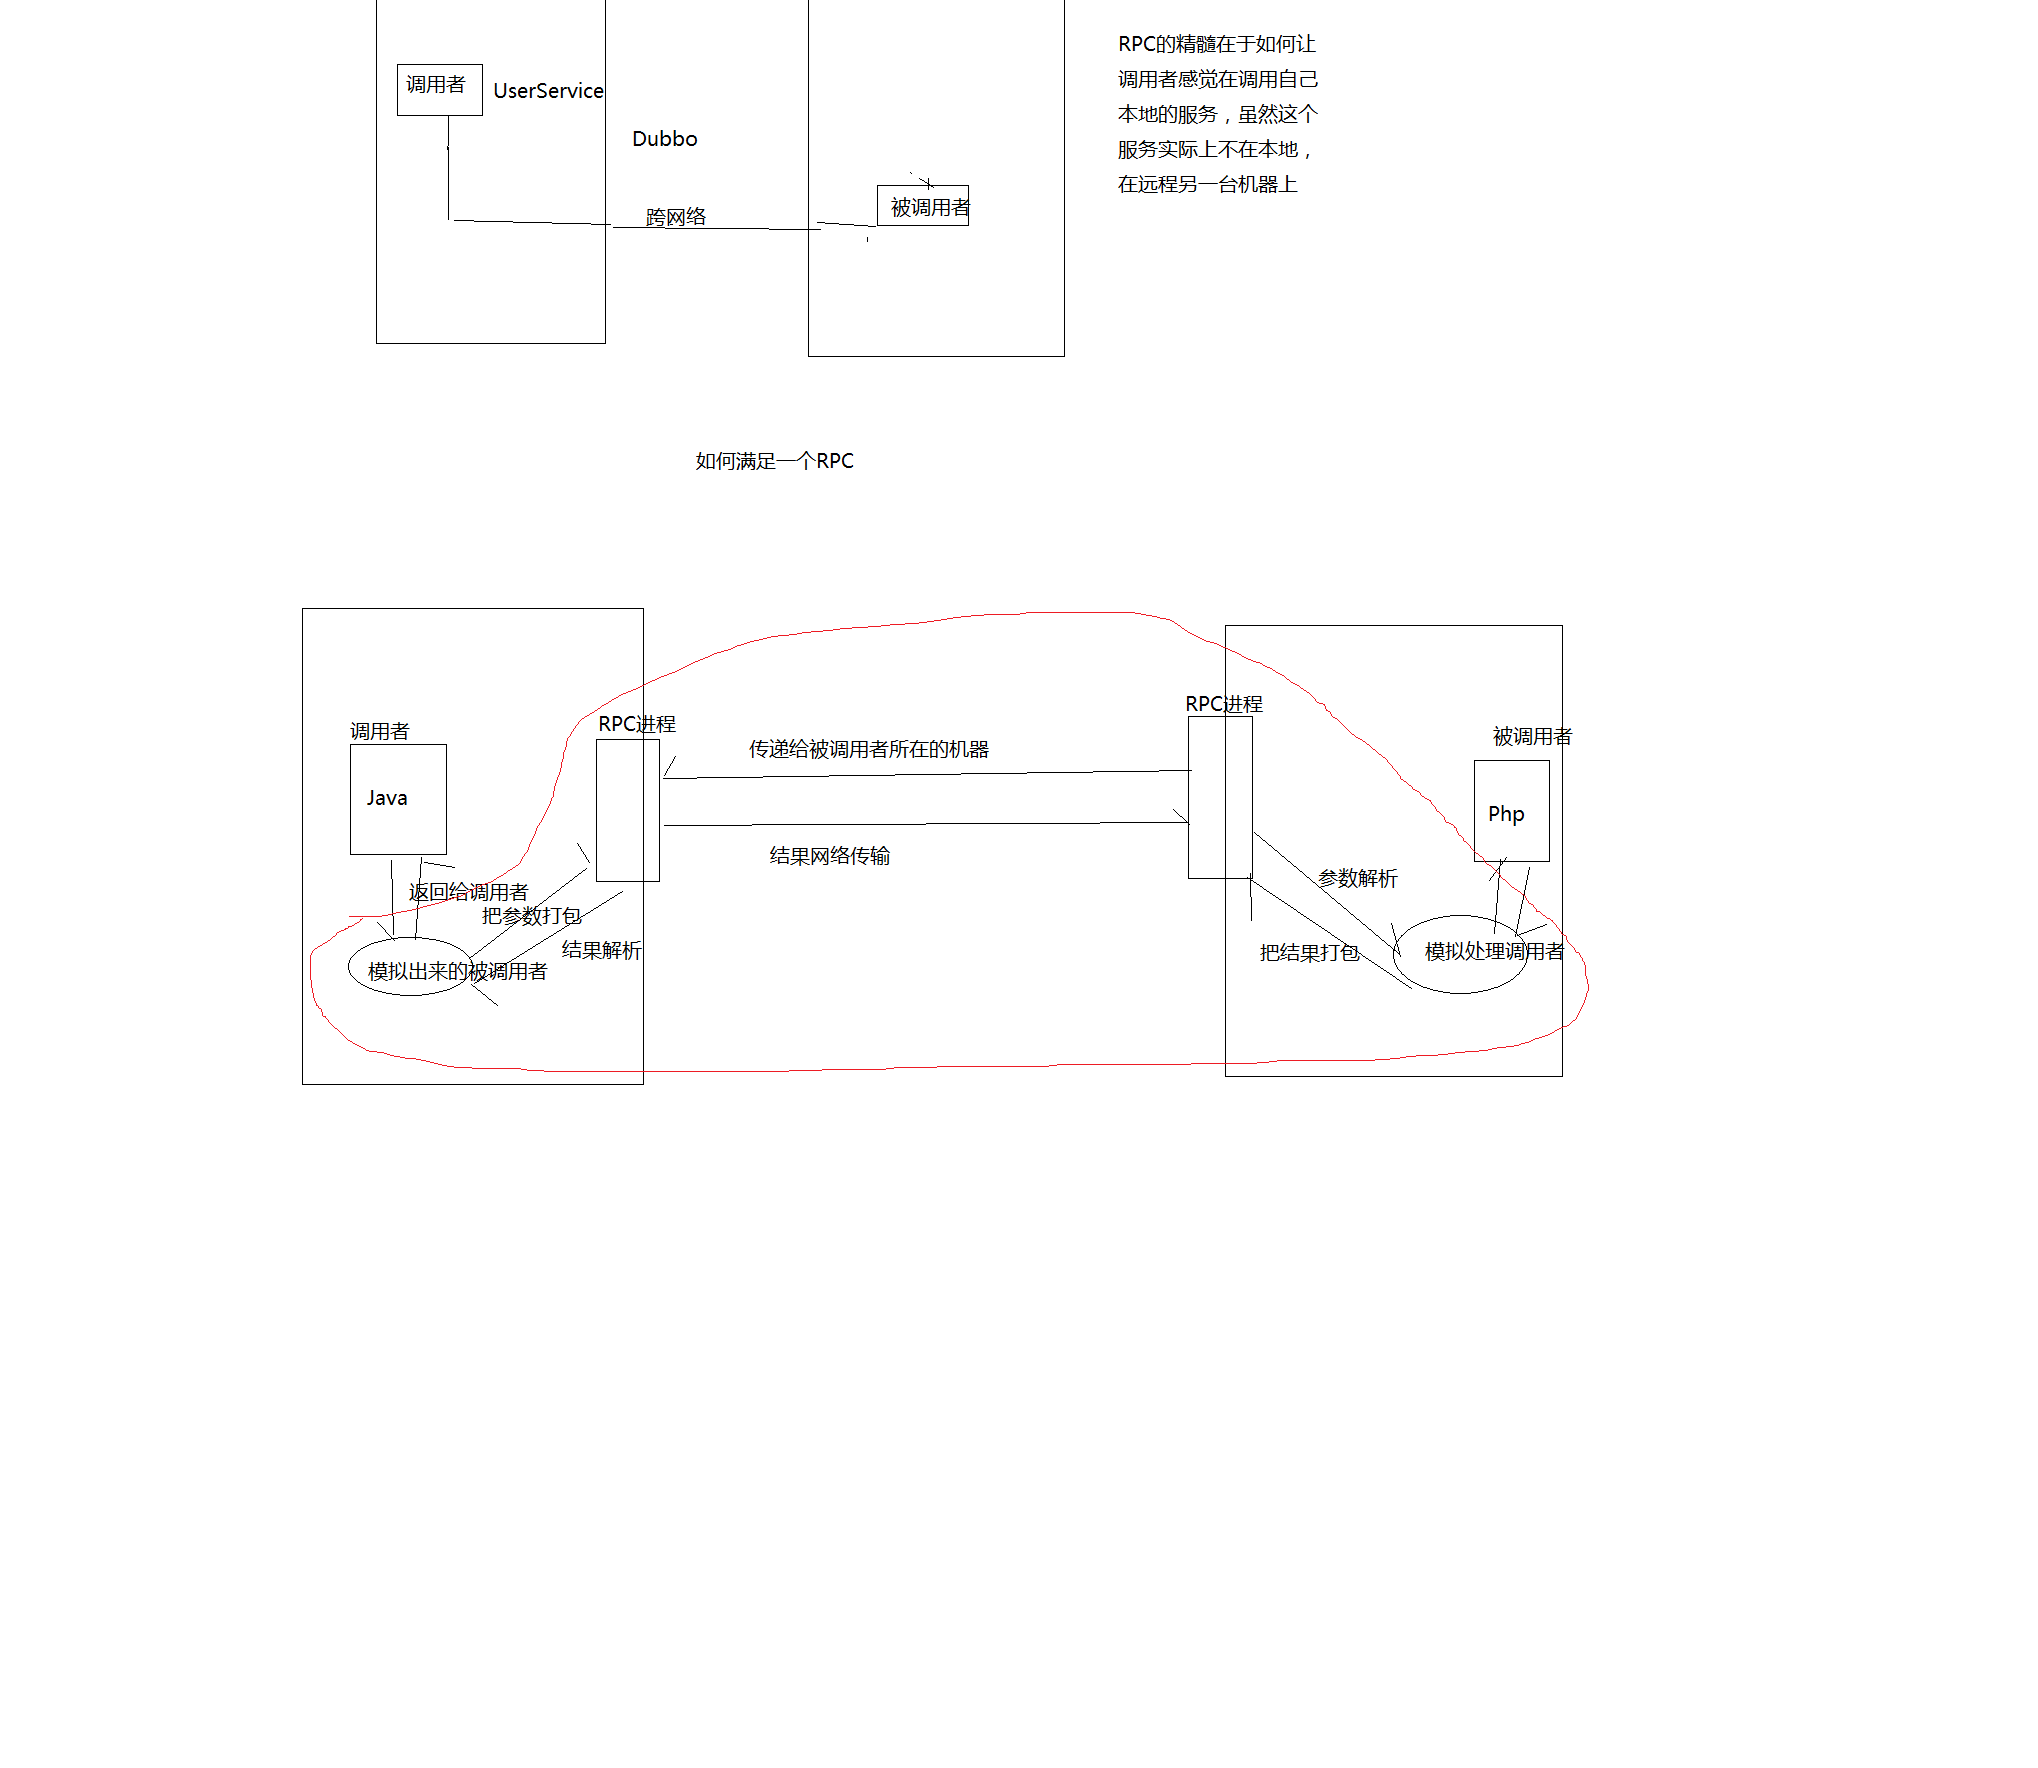 调用者
UserService
Dubbo
跨网络
被调用者
RPC的精髓在于如何让
调用者感觉在调用自己
本地的服务，虽然这个
服务实际上不在本地，
在远程另一台机器上
如何满足一个RPC
调用者
Java
RPC进程
传递给被调用者所在的机器
结果网络传输
RPC进程
被调用者
Php
返回给调用者
把参数打包
结果解析
模拟出来的被调用者
参数解析
把结果打包
模拟处理调用者